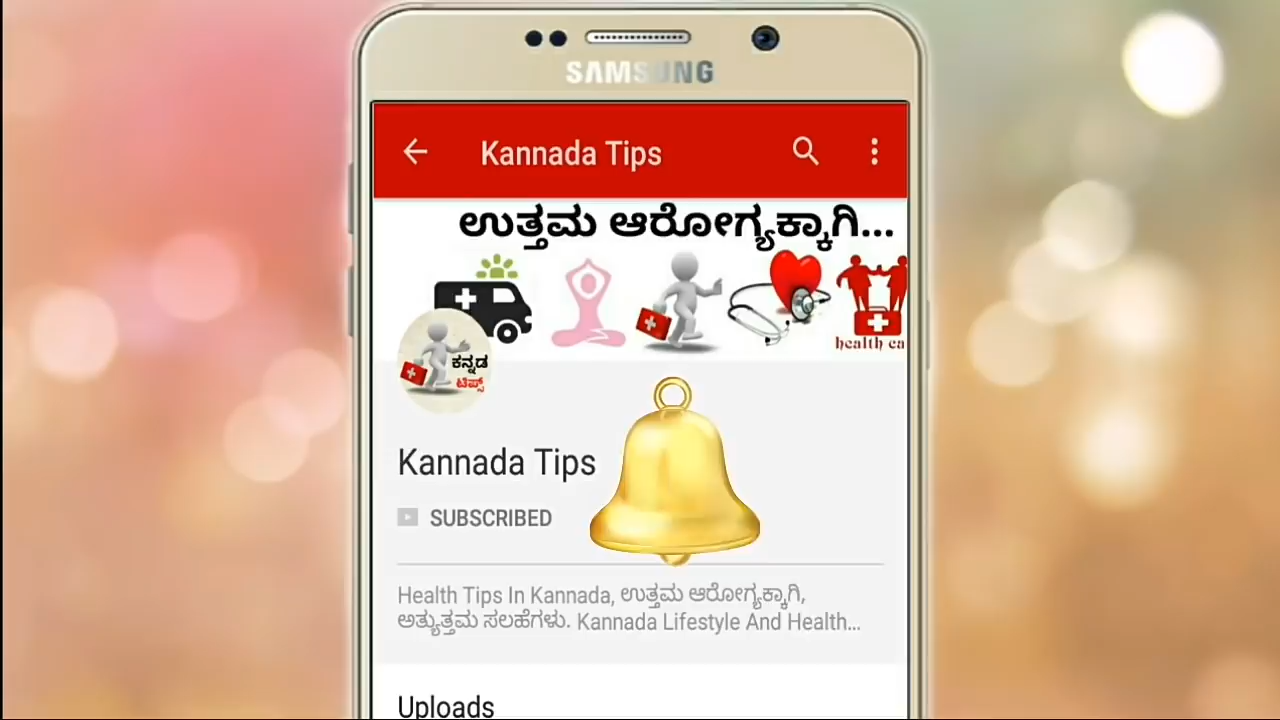 SAMSUNG
Kannada Tips
ಉತ್ತಮ ಆರೋಗ್ಯಕ್ಕಾಗಿ...
health ca
ಕನ್ನಡ
ಟಿಪ್ಸ್
Kannada Tips
SUBSCRIBED
Health Tips In Kannada, ಉತ್ತಮ ಆರೋಗ್ಯಕ್ಕಾಗಿ,
ಅತ್ಯುತ್ತಮ ಸಲಹೆಗಳು. Kannada Lifestyle And Health...
Uploads